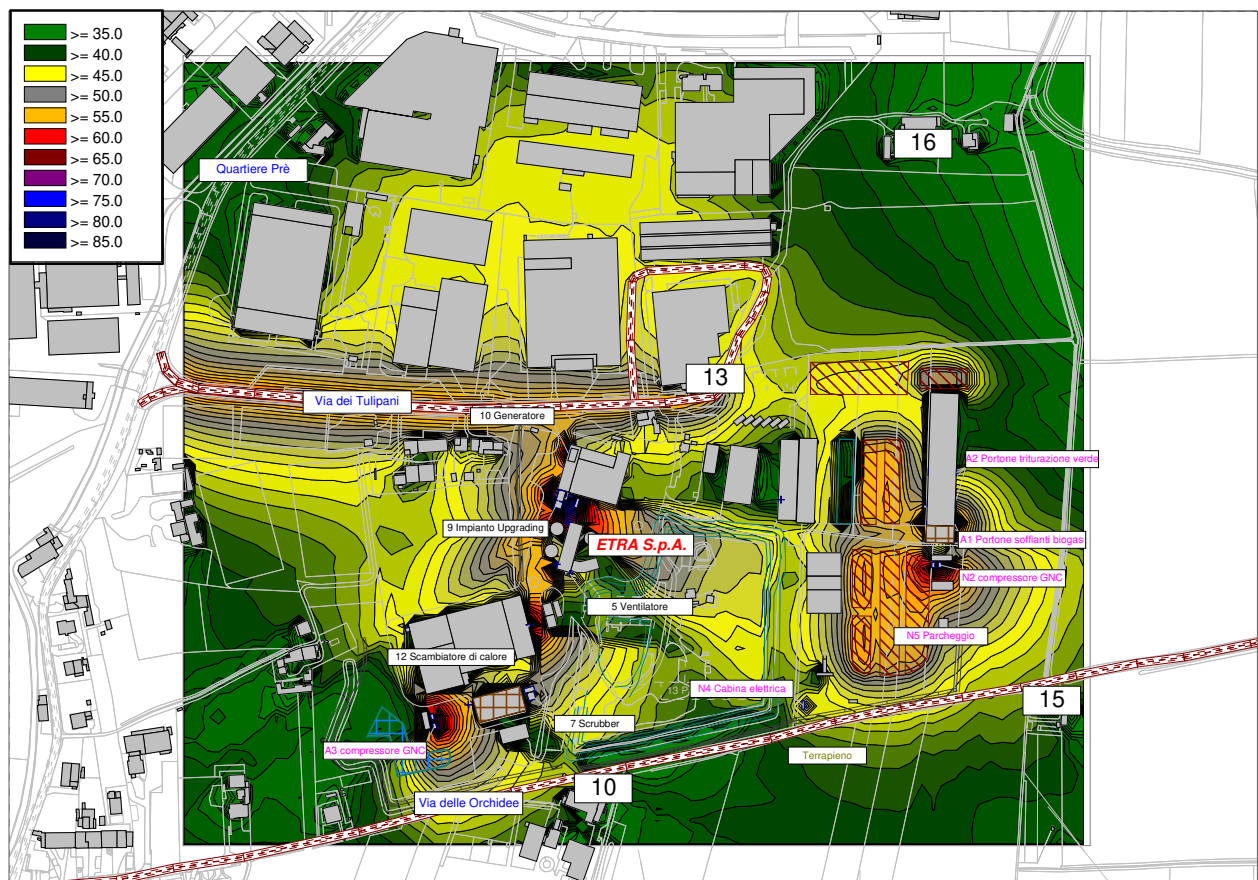 >= 35.0
>= 40.0
>= 45.0
>= 50.0
>= 55.0
>= 60.0
>= 65.0
>= 70.0
>= 75.0
>= 80.0
>= 85.0
16
Quartiere Prè
13
Via dei Tulipani
10 Generatore
A2 Portone triturazione verde
9 Impianto Upgrading
ETRA S.p.A.
A1 Portone soffianti biogas
N2 compressore GNC
5 Ventilatore
N5 Parcheggio
12 Scambiatore di calore
N4 Cabina elettrica
13 P
15
7 Scrubber
A3 compressore GNC
Terrapieno
10
Via delle Orchidee